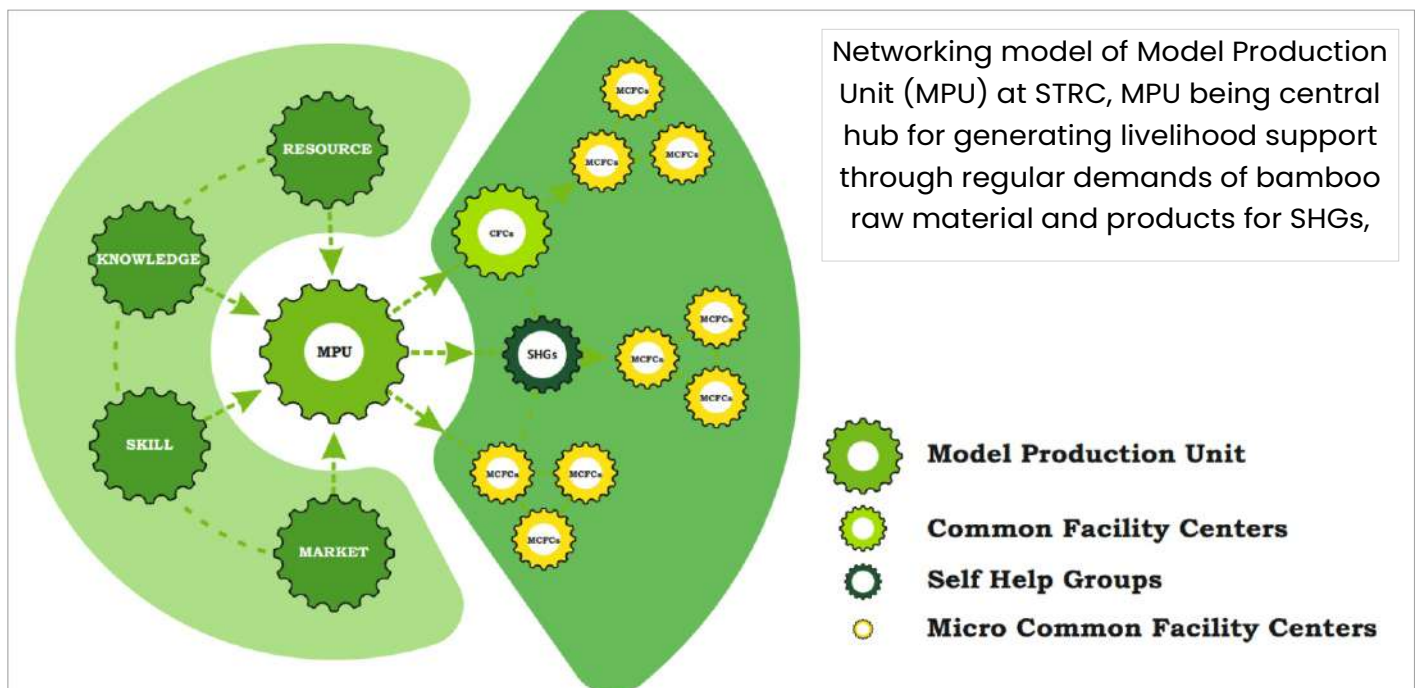 Networking model of Model Production
Unit (MPU) at STRC, MPU being central
hub for generating livelihood support
through regular demands of bamboo
raw material and products for SHGs,
RESOURCE
KNOWLEDGE
SKILL
MARKET
MPU
CFCs
SHGs
MCFCs
MCFCs
MCFCs
MCFCs
MCFCs
MCFCs
MCFCs
MCFCs
MCFCs
Model Production Unit
Common Facility Centers
Self Help Groups
Micro Common Facility Centers